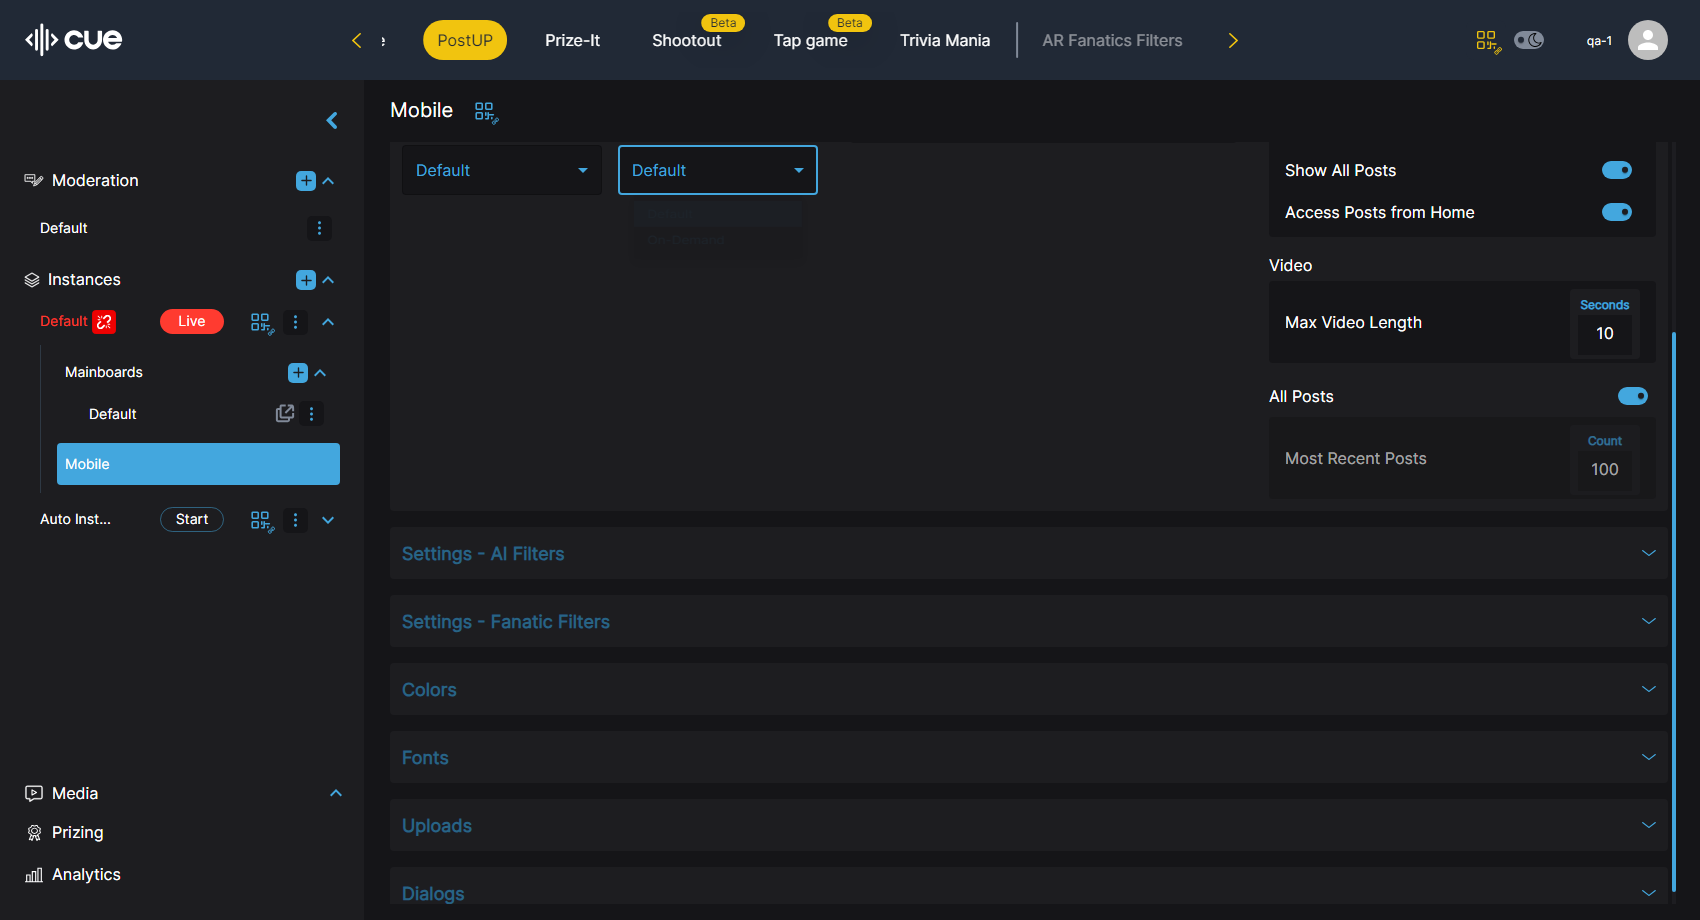 cue
PostUP
Prize-It
Beta
Shootout
Beta
Tap game
Trivia Mania
AR Fanatics Filters
qa-1
Moderation
Default
Instances
Default
Live
Mainboards
Default
Mobile
Auto Inst...
Start
Media
Prizing
Analytics
Mobile
Default
Default
On-Demand
Show All Posts
Access Posts from Home
Video
Max Video Length
Seconds
10
All Posts
Most Recent Posts
Count
100
Settings - AI Filters
Settings - Fanatic Filters
Colors
Fonts
Uploads
Dialogs